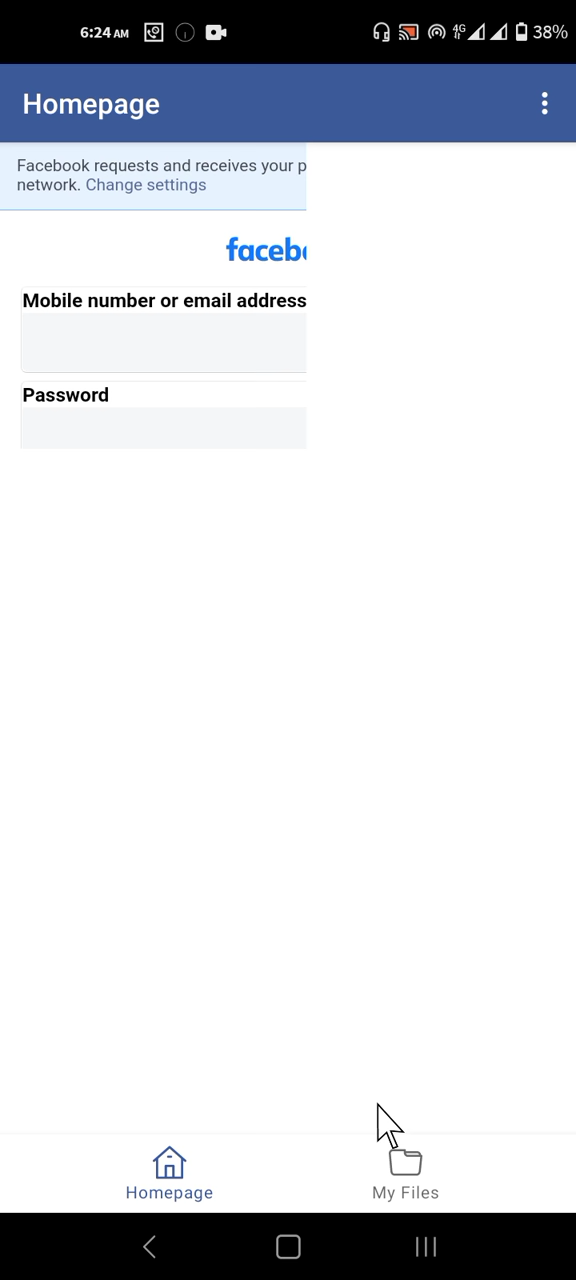 6:24 AM
4G
38%
Homepage
Facebook requests and receives your
network. Change settings
Mobile number or email address
Password
Homepage
My Files